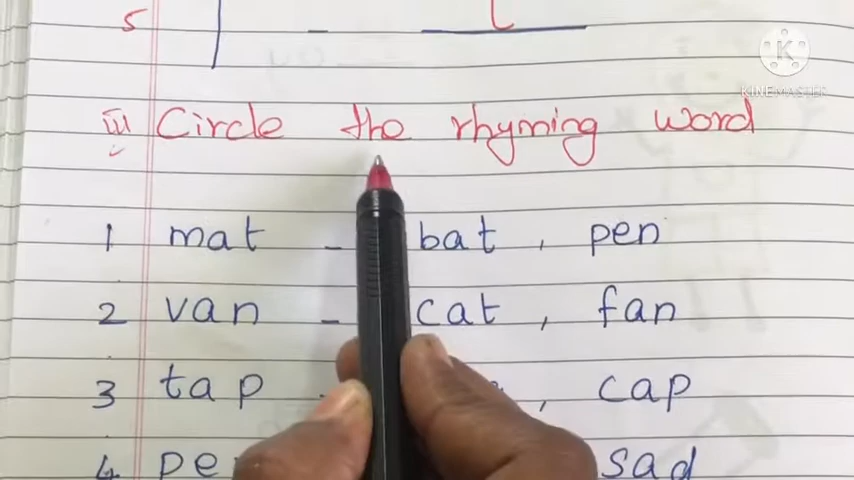 5 -
iii Circle the rhyming word
1 mat - bat, pen
2 van - cat, fan
3 tap - , cap
4 sad
KINEMASTER